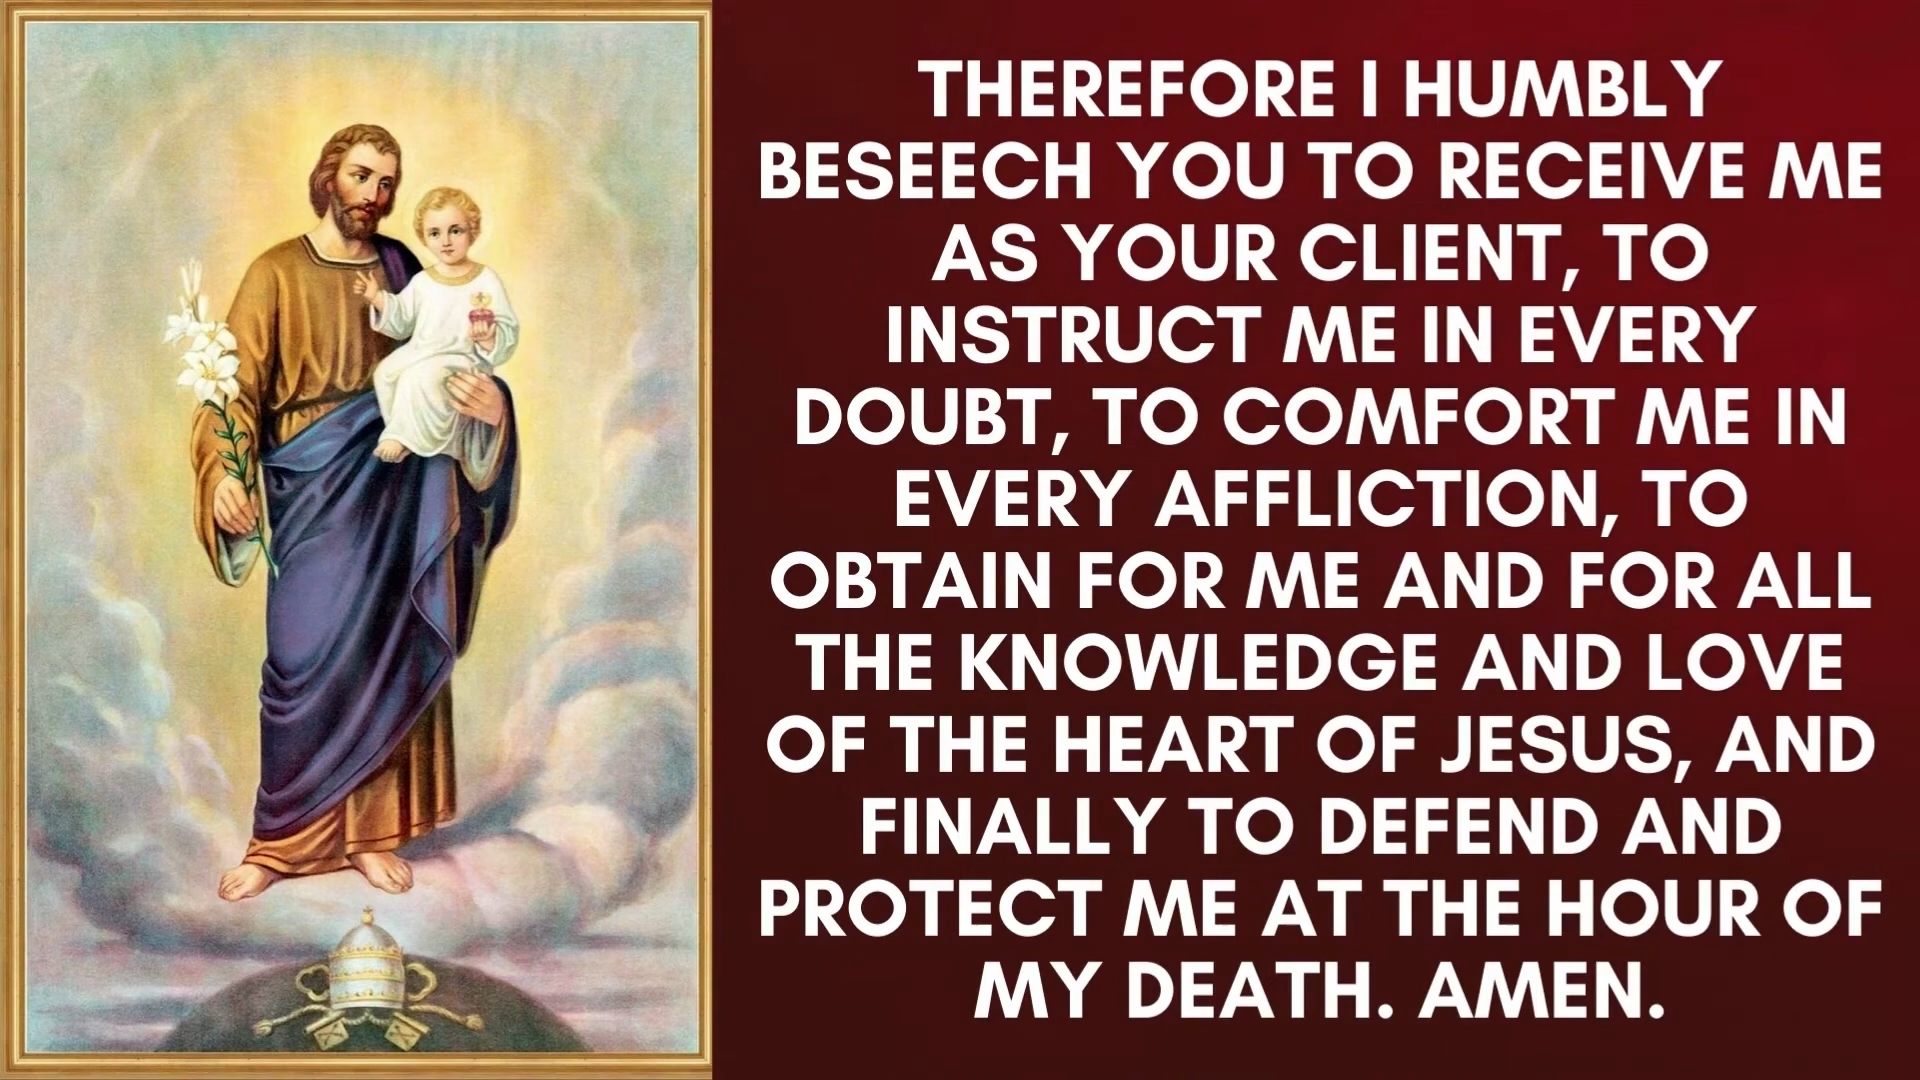 THEREFORE I HUMBLY
BESEECH YOU TO RECEIVE ME
AS YOUR CLIENT, TO
INSTRUCT ME IN EVERY
DOUBT, TO COMFORT ME IN
EVERY AFFLICTION, TO
OBTAIN FOR ME AND FOR ALL
THE KNOWLEDGE AND LOVE
OF THE HEART OF JESUS, AND
FINALLY TO DEFEND AND
PROTECT ME AT THE HOUR OF
MY DEATH. AMEN.